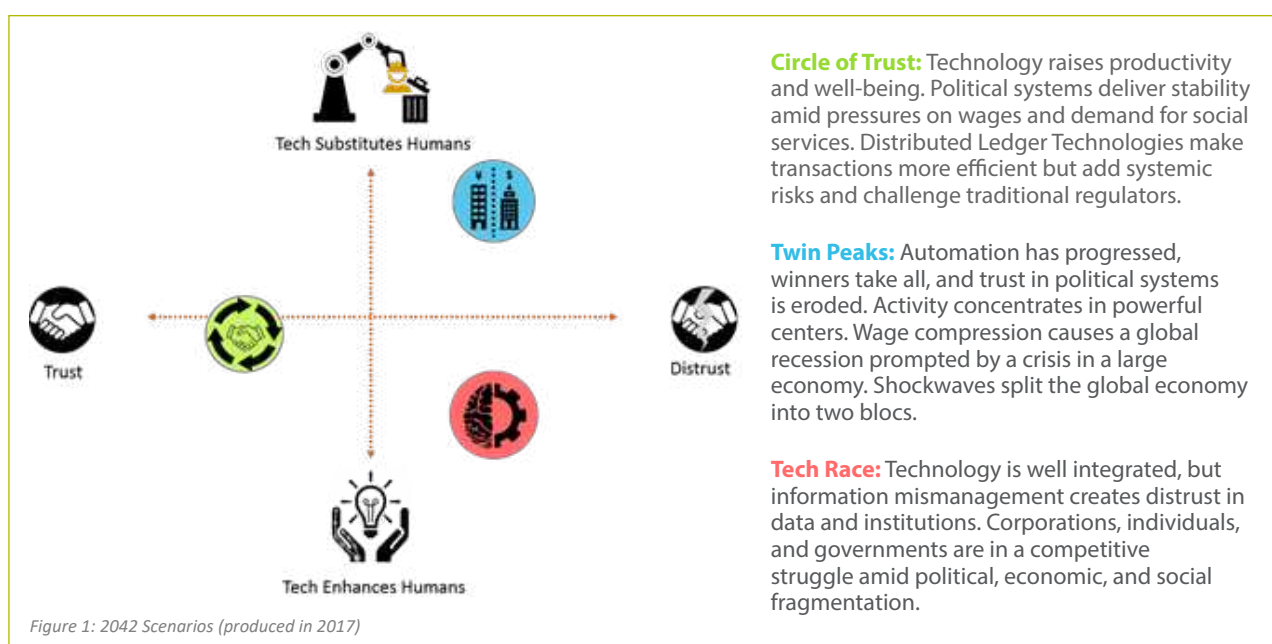 Tech Substitutes Humans
¥ $
Trust
Distrust
Tech Enhances Humans
Figure 1: 2042 Scenarios (produced in 2017)
Circle of Trust: Technology raises productivity
and well-being. Political systems deliver stability
amid pressures on wages and demand for social
services. Distributed Ledger Technologies make
transactions more efficient but add systemic
risks and challenge traditional regulators.
Twin Peaks: Automation has progressed,
winners take all, and trust in political systems
is eroded. Activity concentrates in powerful
centers. Wage compression causes a global
recession prompted by a crisis in a large
economy. Shockwaves split the global economy
into two blocs.
Tech Race: Technology is well integrated, but
information mismanagement creates distrust in
data and institutions. Corporations, individuals,
and governments are in a competitive
struggle amid political, economic, and social
fragmentation.